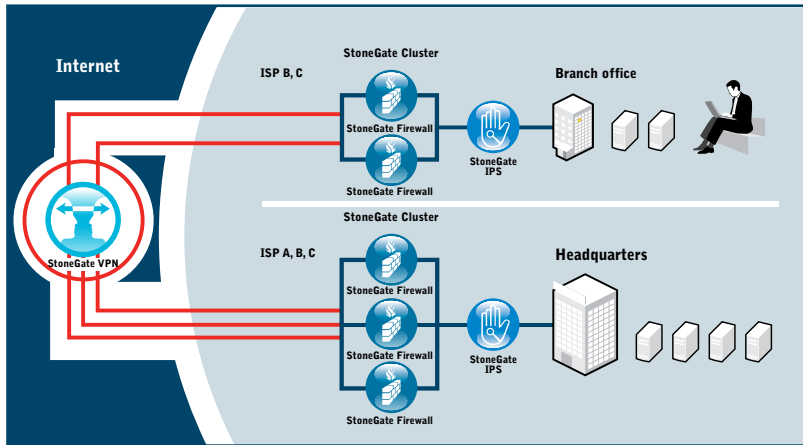 Internet
StoneGate VPN
ISP B, C
StoneGate Cluster
StoneGate Firewall
StoneGate Firewall
StoneGate
IPS
Branch office
StoneGate Cluster
ISP A, B, C
StoneGate Firewall
StoneGate Firewall
StoneGate Firewall
StoneGate
IPS
Headquarters